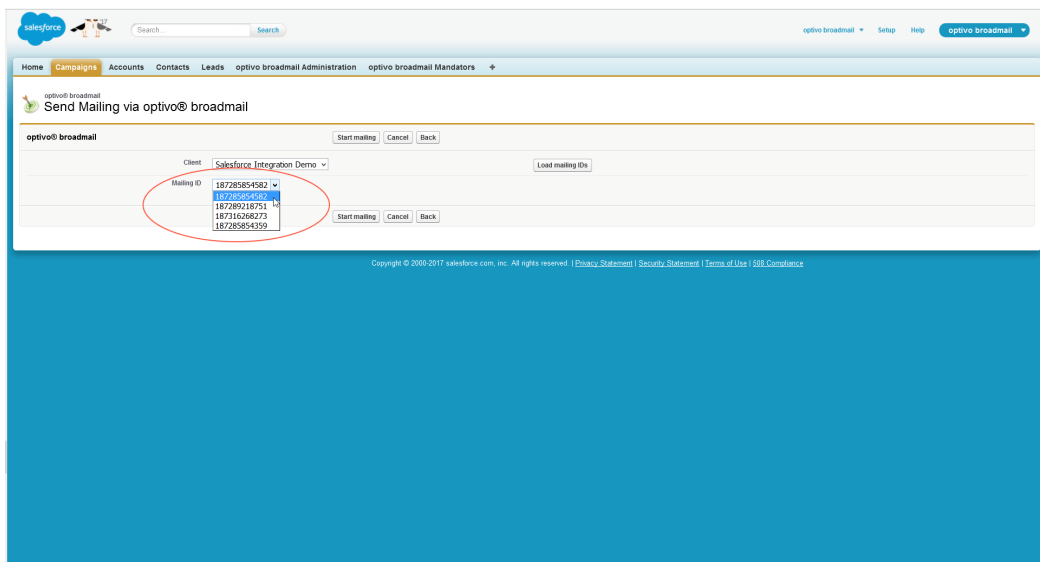 salesforce '17 Search... Search optivo broadmail Setup Help optivo broadmail
Home Campaigns Accounts Contacts Leads optivo broadmail Administration optivo broadmail Mandators +
optivo® broadmail
Send Mailing via optivo® broadmail
optivo® broadmail Start mailing Cancel Back
Client Salesforce Integration Demo Load mailing IDs
Mailing ID 187285854582
187285854582
187289218751
187316268273
187285854359
Start mailing Cancel Back
Copyright © 2000-2017 salesforce.com, inc. All rights reserved. | Privacy Statement | Security Statement | Terms of Use | 508 Compliance